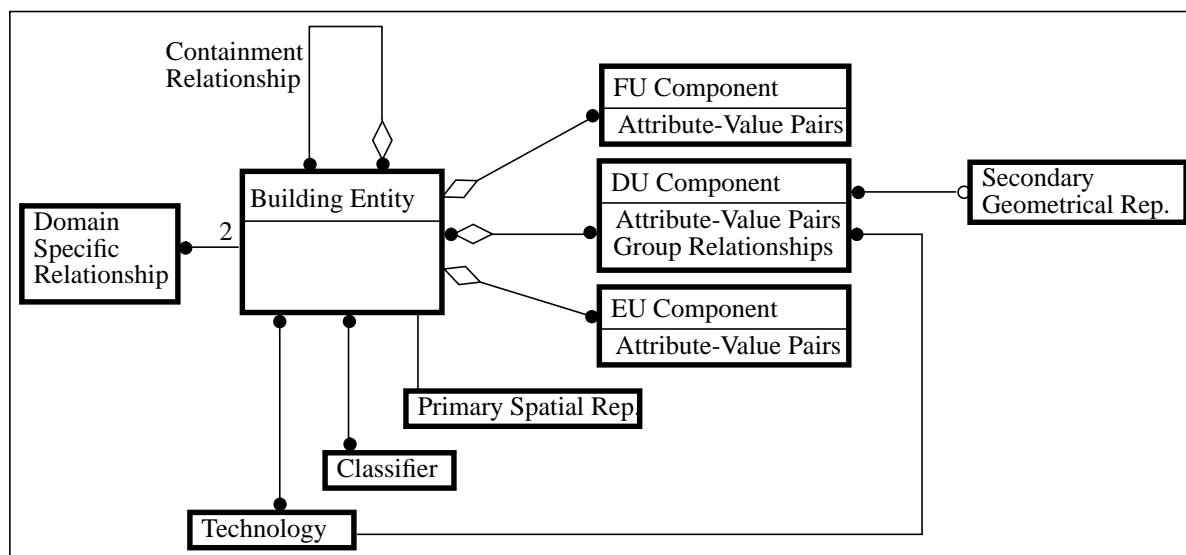 Containment
Relationship
FU Component
Attribute-Value Pairs
Building Entity
DU Component
Attribute-Value Pairs
Group Relationships
Secondary
Geometrical Rep.
Domain
Specific
Relationship
2
EU Component
Attribute-Value Pairs
Primary Spatial Rep.
Classifier
Technology